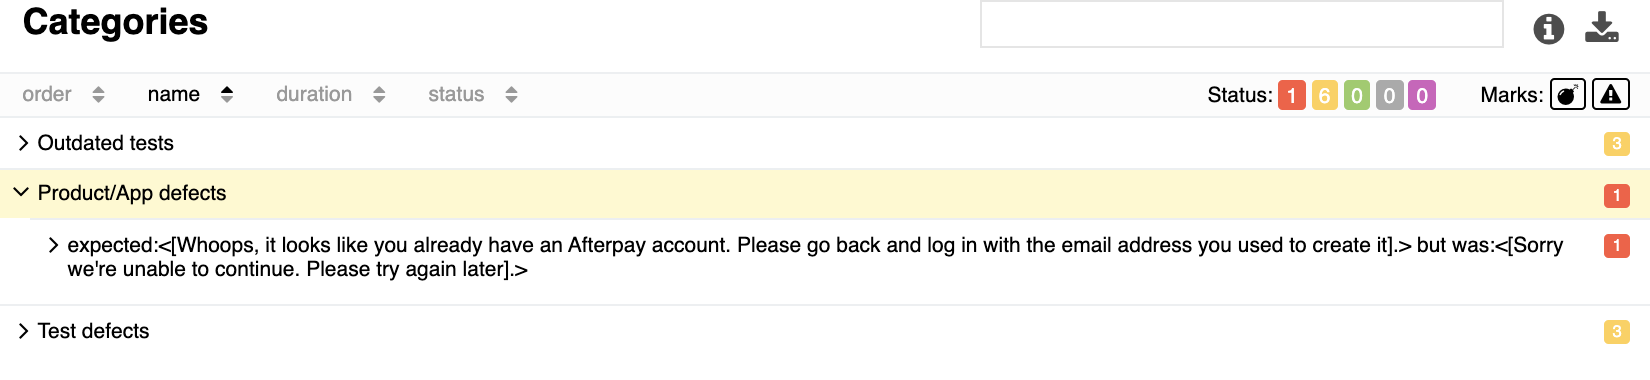 Categories
order name duration status Status: 1 6 0 0 0 Marks:
Outdated tests 3
Product/App defects 1
expected:<[Whoops, it looks like you already have an Afterpay account. Please go back and log in with the email address you used to create it].> but was:<[Sorry 1
we're unable to continue. Please try again later].>
Test defects 3